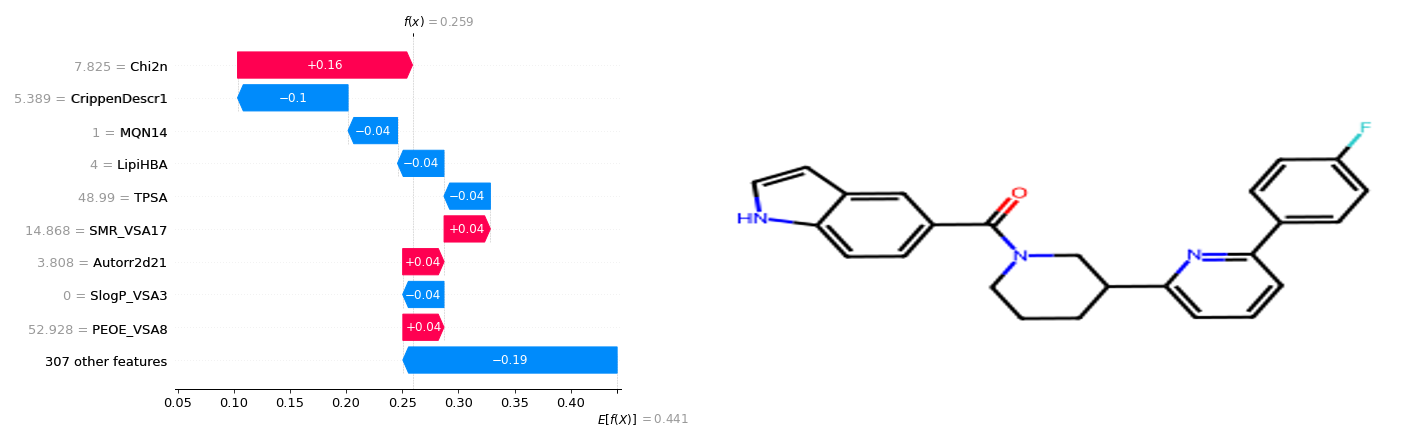 f(x) = 0.259
7.825 = Chi2n
+0.16
5.389 = CrippenDescr1
−0.1
1 = MQN14
−0.04
4 = LipiHBA
−0.04
48.99 = TPSA
−0.04
14.868 = SMR_VSA17
+0.04
3.808 = Autorr2d21
+0.04
0 = SlogP_VSA3
−0.04
52.928 = PEOE_VSA8
+0.04
307 other features
−0.19
0.05 0.10 0.15 0.20 0.25 0.30 0.35 0.40
E[f(X)] = 0.441
F
O
HN
N
N